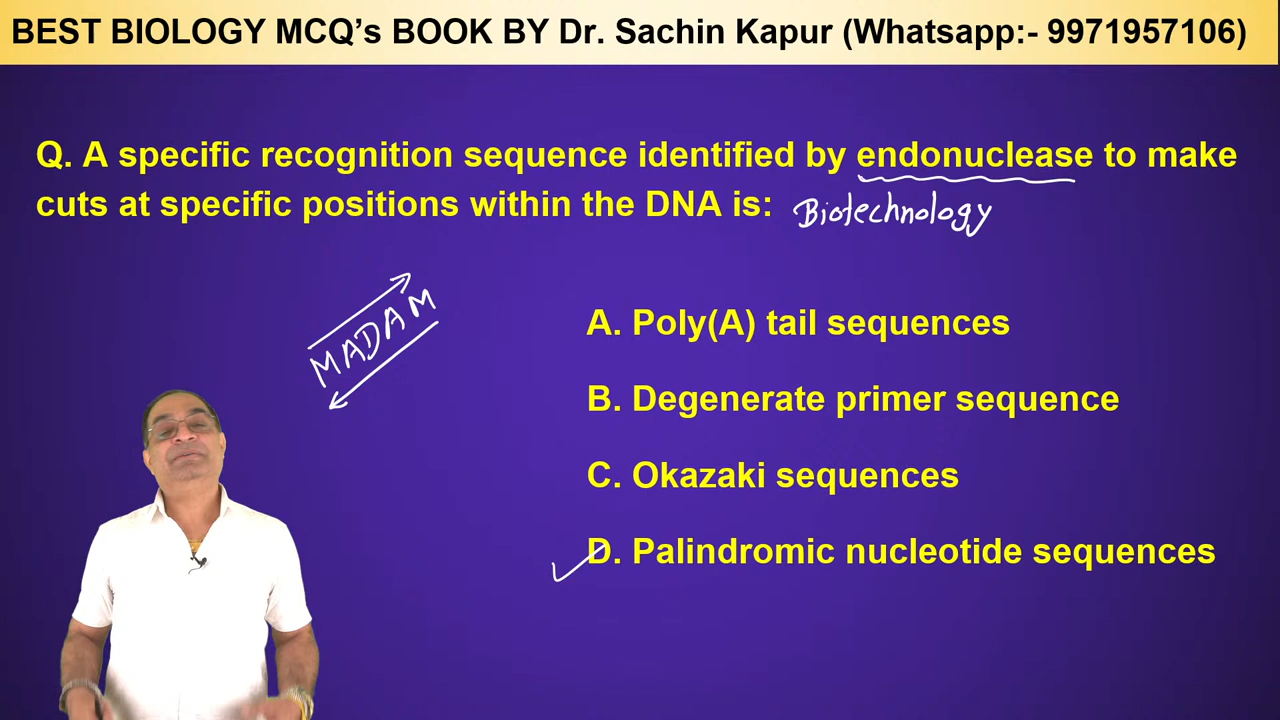 BEST BIOLOGY MCQ’s BOOK BY Dr. Sachin Kapur (Whatsapp:- 9971957106)
Q. A specific recognition sequence identified by endonuclease to make
cuts at specific positions within the DNA is: Biotechnology
MADAM
A. Poly(A) tail sequences
B. Degenerate primer sequence
C. Okazaki sequences
D. Palindromic nucleotide sequences